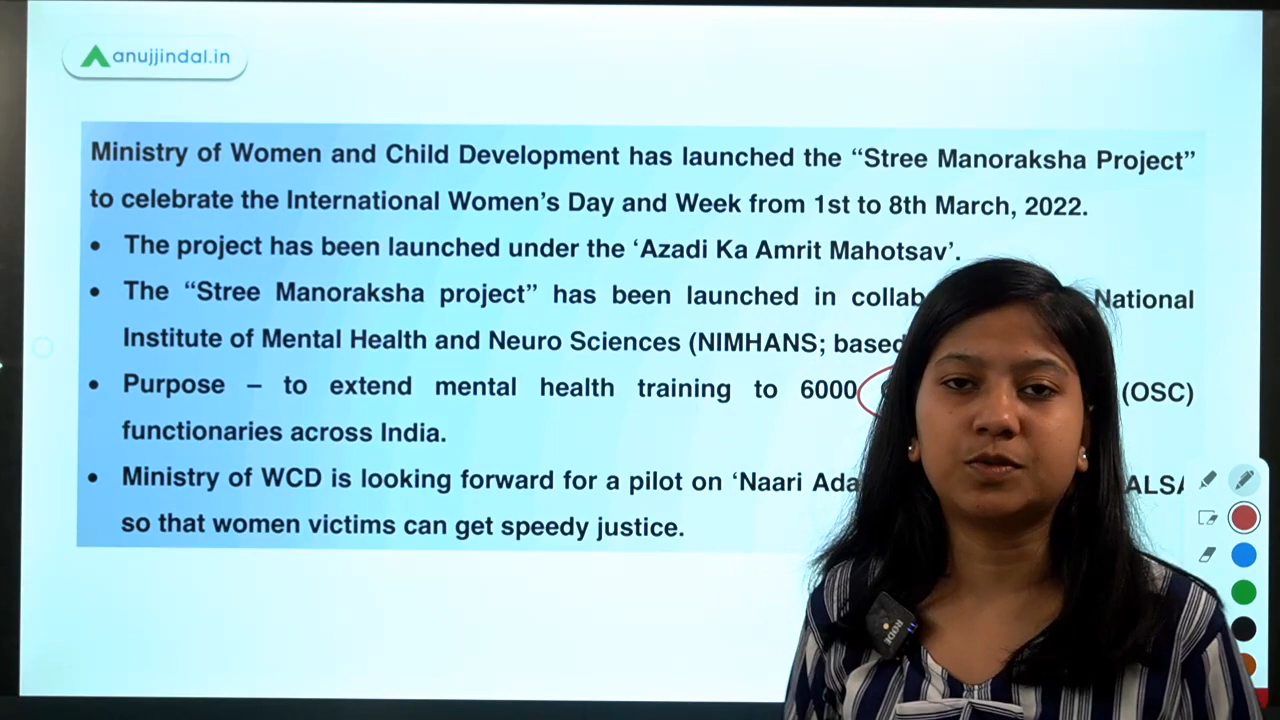 anujjindal.in
Ministry of Women and Child Development has launched the “Stree Manoraksha Project”
to celebrate the International Women’s Day and Week from 1st to 8th March, 2022.
• The project has been launched under the ‘Azadi Ka Amrit Mahotsav’.
• The “Stree Manoraksha project” has been launched in National
Institute of Mental Health and Neuro Sciences (NIMHANS; based
• Purpose – to extend mental health training to 6000 (OSC)
functionaries across India.
• Ministry of WCD is looking forward for a pilot on ‘Naari
so that women victims can get speedy justice.
RODE